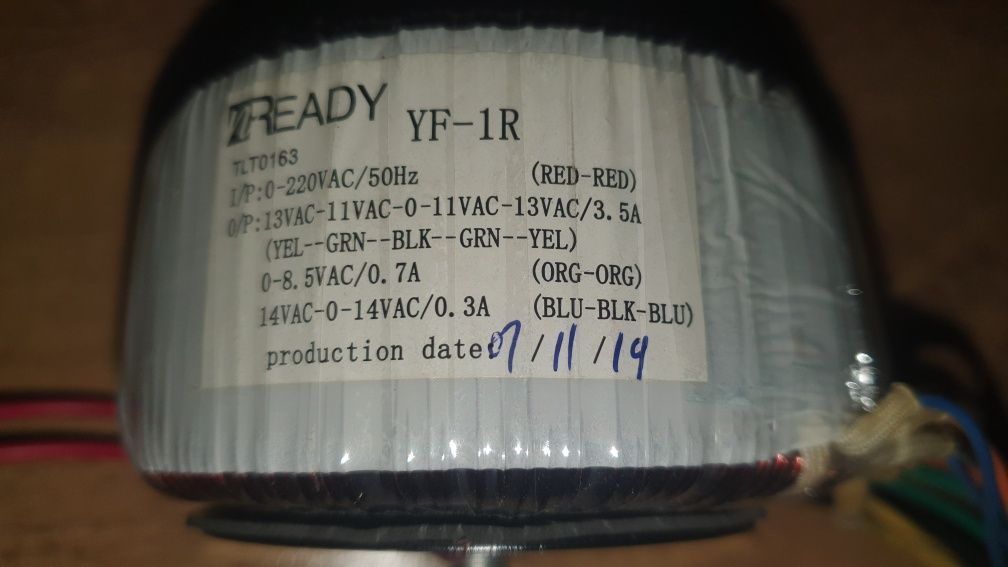 TREADY YF-1R
TLT0163
I/P:0-220VAC/50Hz (RED-RED)
O/P:13VAC-11VAC-0-11VAC-13VAC/3.5A
(YEL--GRN--BLK--GRN--YEL)
0-8.5VAC/0.7A (ORG-ORG)
14VAC-0-14VAC/0.3A (BLU-BLK-BLU)
production date 07/11/19